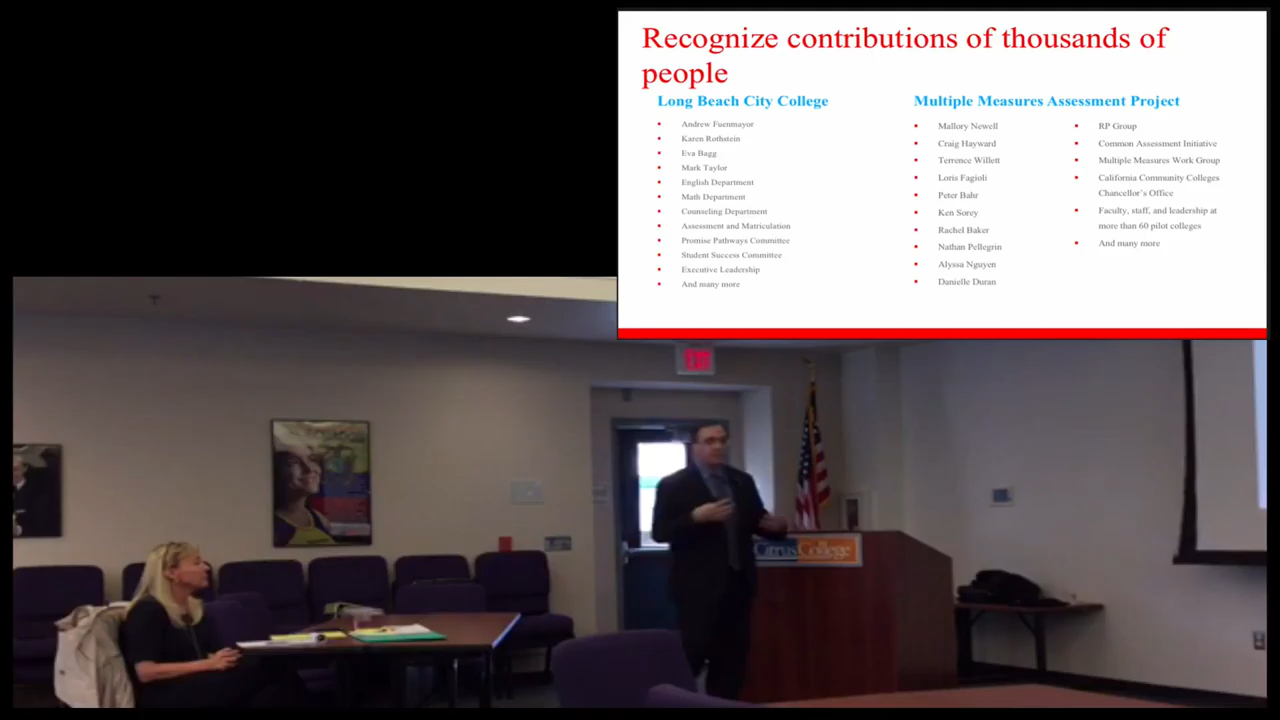 Recognize contributions of thousands of
people
Long Beach City College
Andrew Fuenmayor
Karen Rothstein
Eva Bagg
Mark Taylor
English Department
Math Department
Counseling Department
Assessment and Matriculation
Promise Pathways Committee
Student Success Committee
Executive Leadership
And many more
Multiple Measures Assessment Project
Mallory Newell
Craig Hayward
Terrence Willett
Loris Fagioli
Peter Bahr
Ken Sorey
Rachel Baker
Nathan Pellegrin
Alyssa Nguyen
Danielle Duran
RP Group
Common Assessment Initiative
Multiple Measures Work Group
California Community Colleges
Chancellor's Office
Faculty, staff, and leadership at
more than 60 pilot colleges
And many more
EXIT
Citrus College